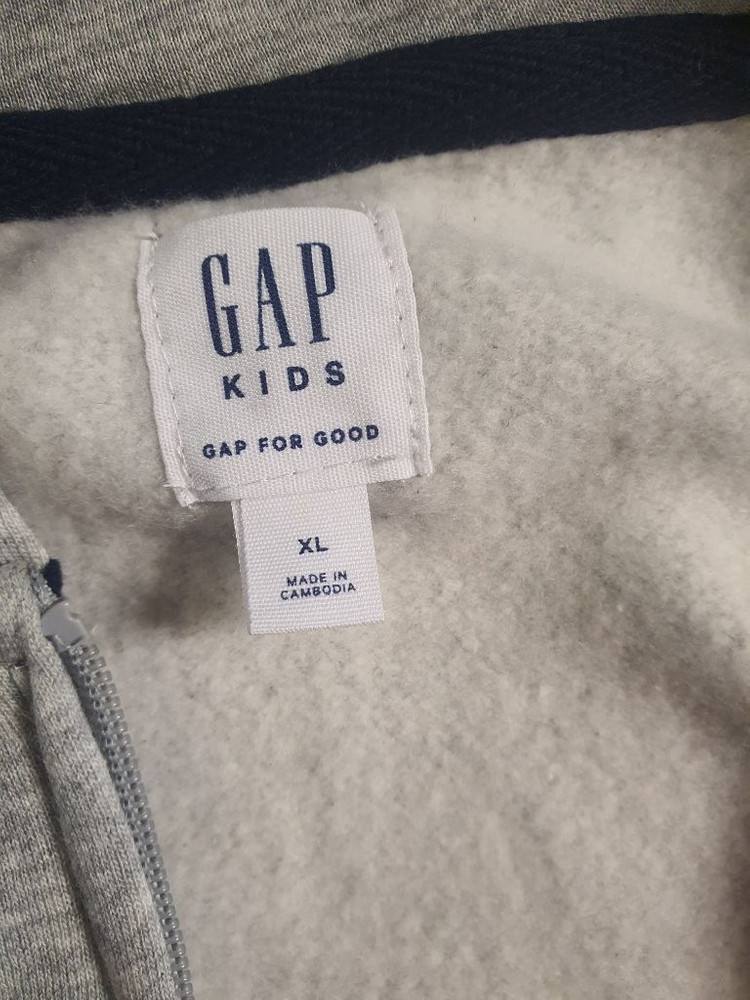 GAP
KIDS
GAP FOR GOOD
XL
MADE IN
CAMBODIA